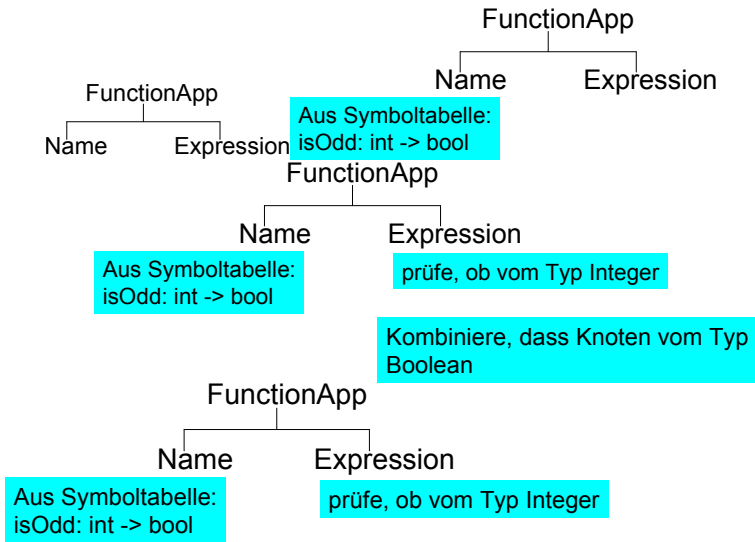 FunctionApp
Name Expression
FunctionApp
Name Expression
Aus Symboltabelle:
isOdd: int -> bool
FunctionApp
Name Expression
Aus Symboltabelle:
isOdd: int -> bool
prüfe, ob vom Typ Integer
Kombiniere, dass Knoten vom Typ
Boolean
FunctionApp
Name Expression
Aus Symboltabelle:
isOdd: int -> bool
prüfe, ob vom Typ Integer